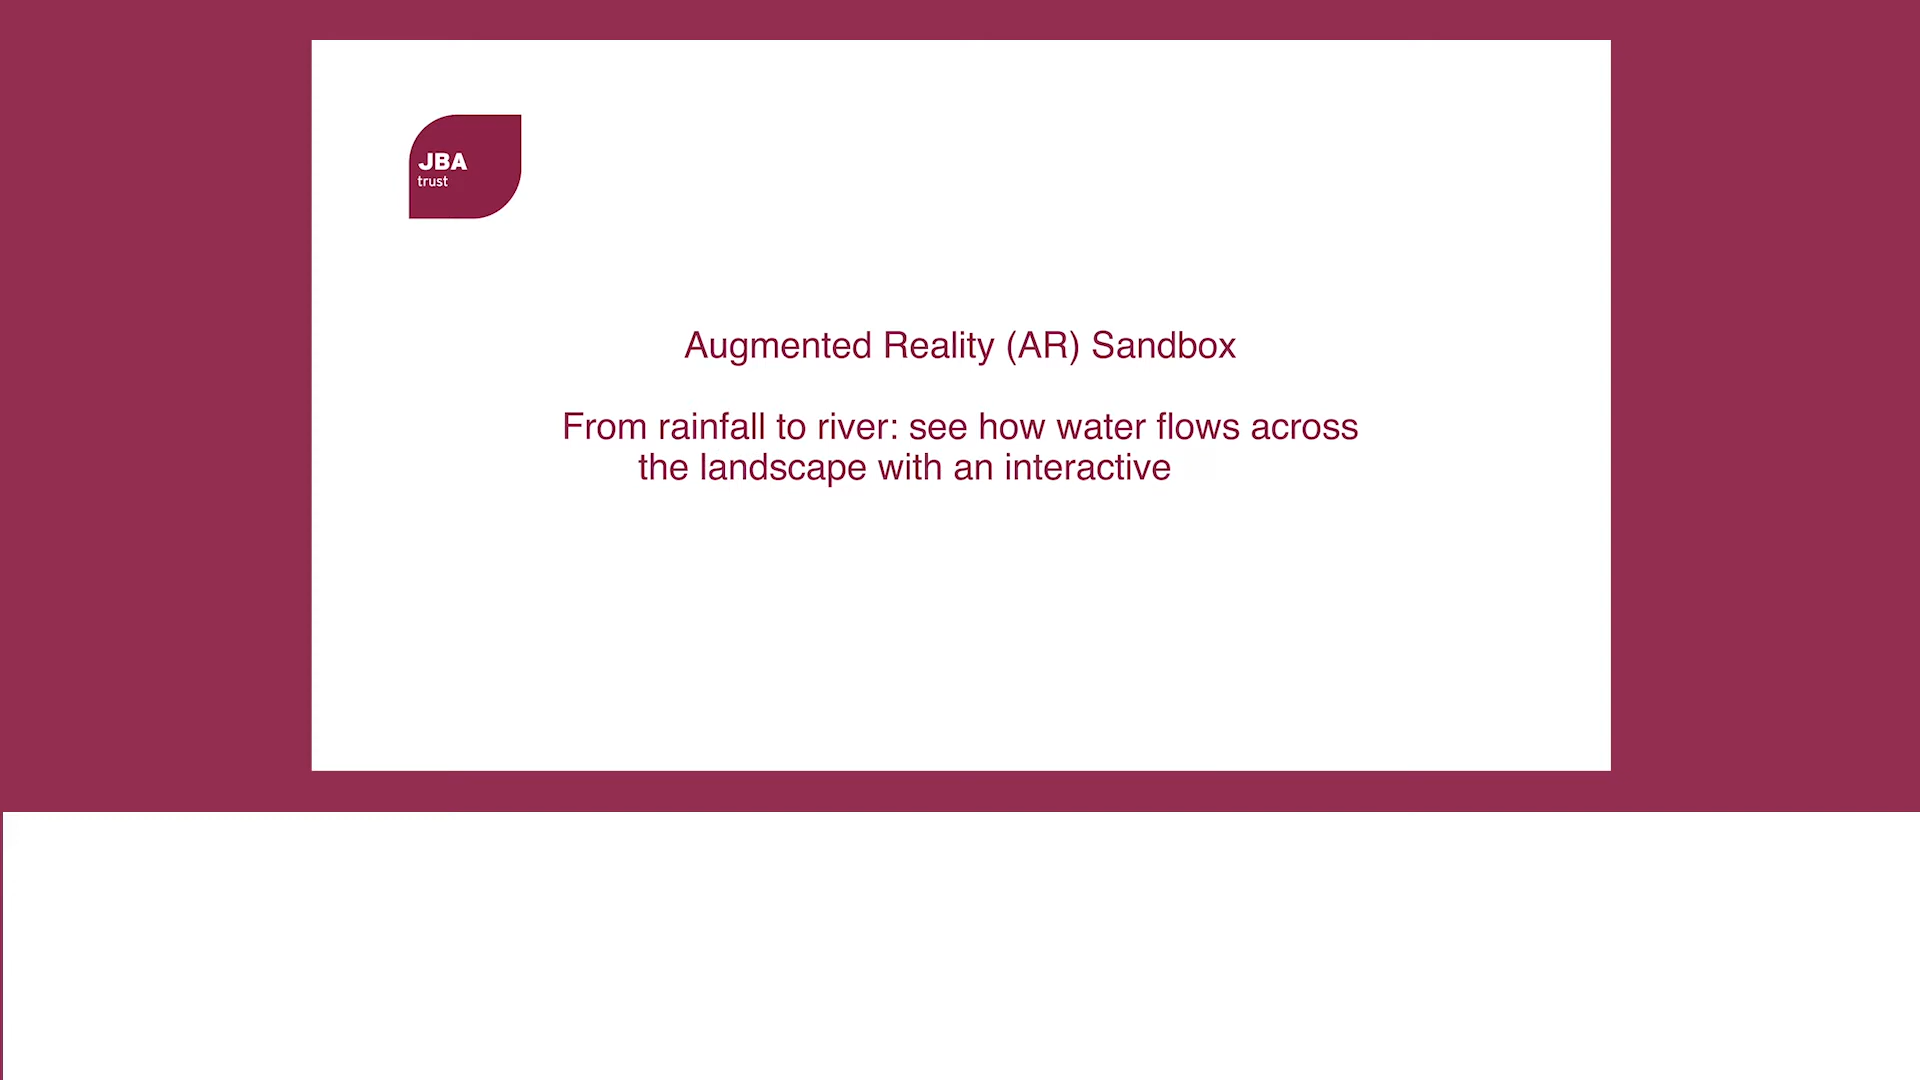 JBA
trust
Augmented Reality (AR) Sandbox
From rainfall to river: see how water flows across
the landscape with an interactive